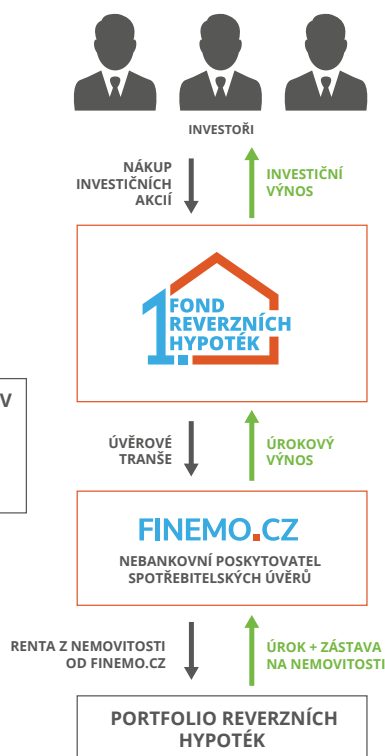 INVESTOŘI
NÁKUP
INVESTIČNÍCH
AKCIÍ
INVESTIČNÍ
VÝNOS
1. FOND
REVERZNÍCH
HYPOTÉK
V
ÚVĚROVÉ
TRANŠE
ÚROKOVÝ
VÝNOS
FINEMO.CZ
NEBANKOVNÍ POSKYTOVATEL
SPOTŘEBITELSKÝCH ÚVĚRŮ
RENTA Z NEMOVITOSTI
OD FINEMO.CZ
ÚROK + ZÁSTAVA
NA NEMOVITOSTI
PORTFOLIO REVERZNÍCH
HYPOTÉK